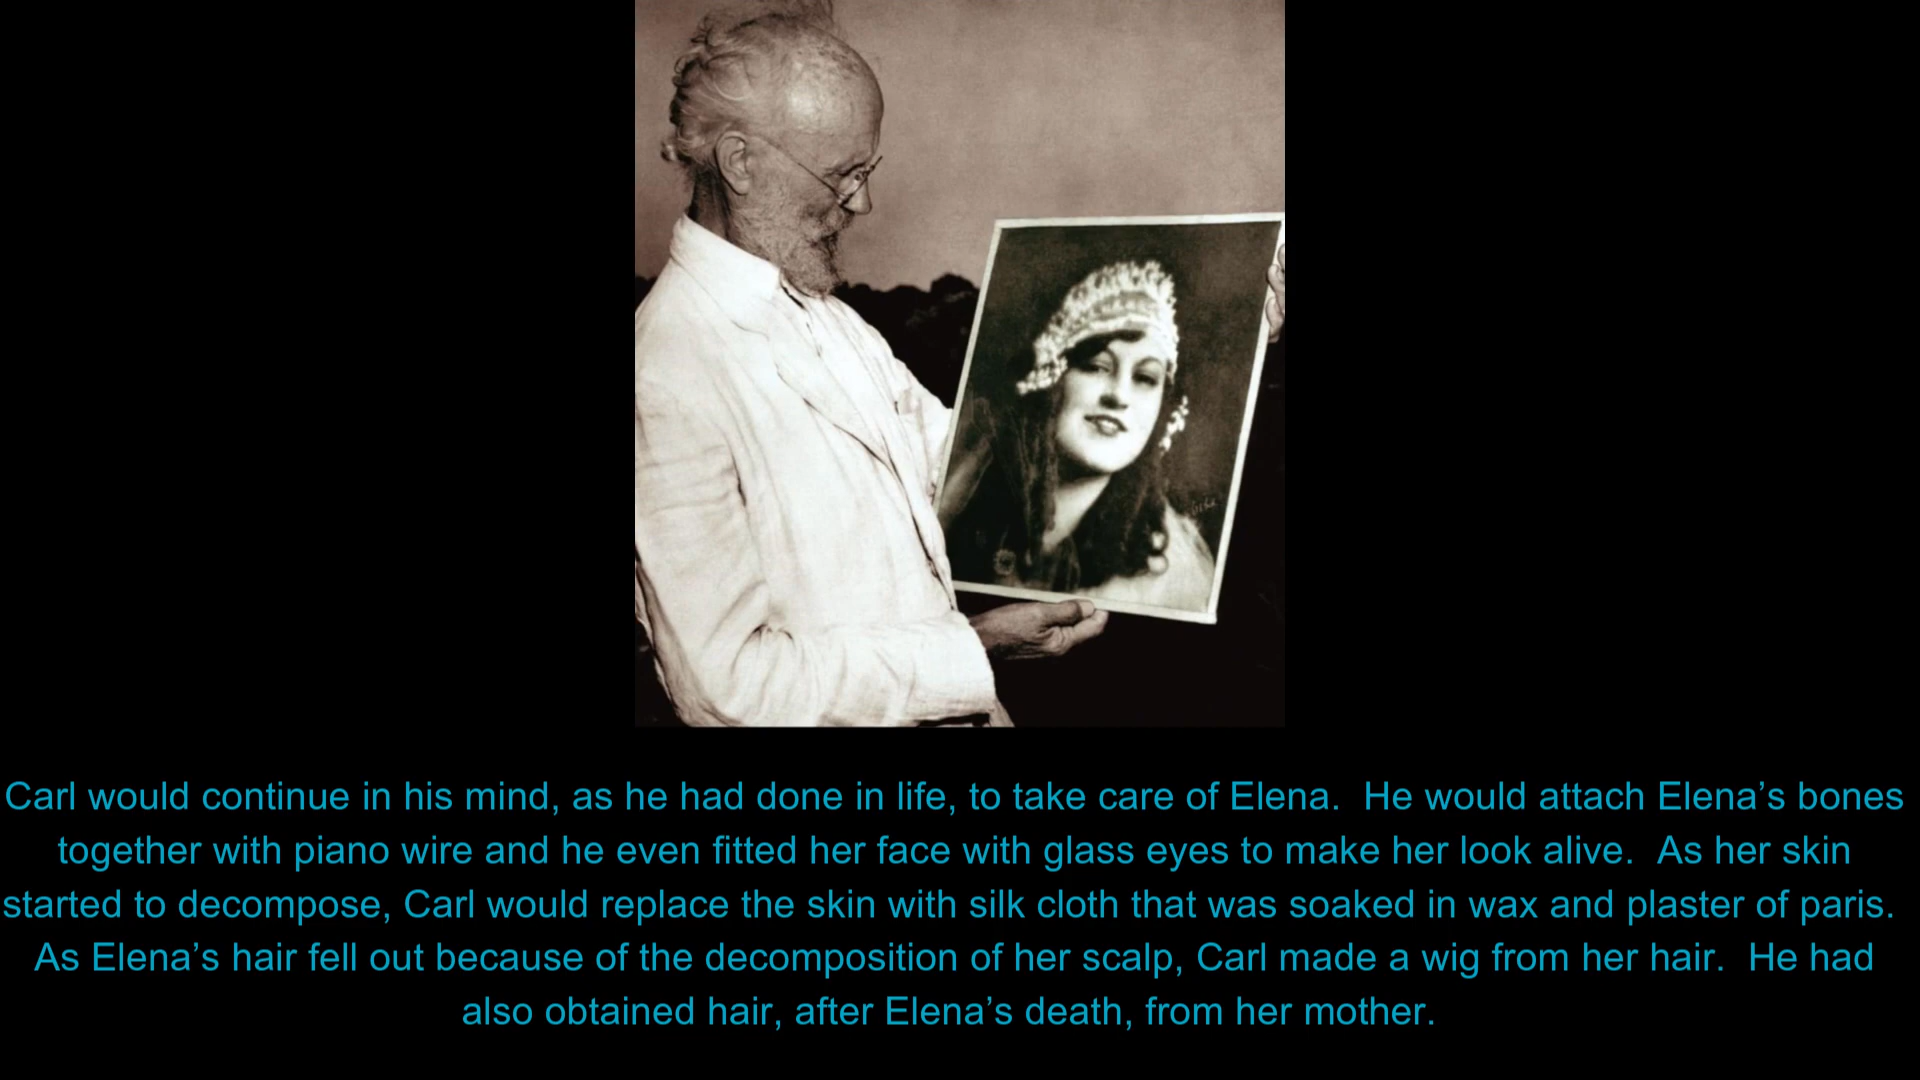 Carl would continue in his mind, as he had done in life, to take care of Elena.  He would attach Elena’s bones
together with piano wire and he even fitted her face with glass eyes to make her look alive.  As her skin
started to decompose, Carl would replace the skin with silk cloth that was soaked in wax and plaster of paris.
As Elena’s hair fell out because of the decomposition of her scalp, Carl made a wig from her hair.  He had
also obtained hair, after Elena’s death, from her mother.